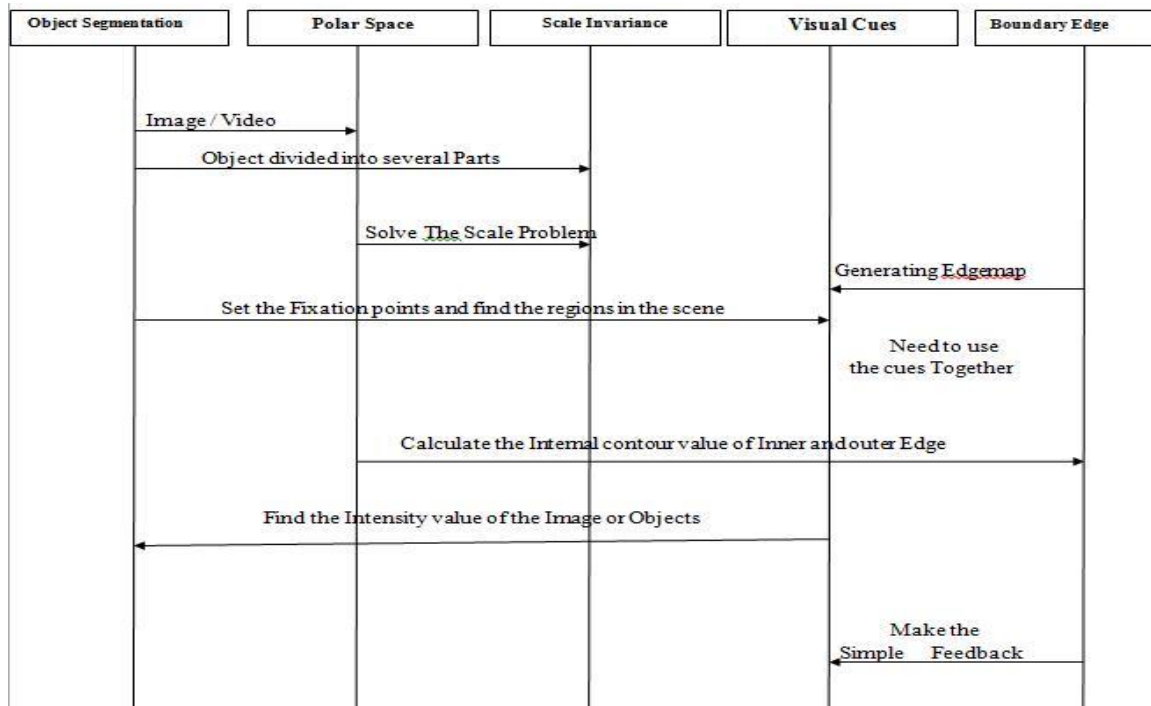 Object Segmentation
Polar Space
Scale Invariance
Visual Cues
Boundary Edge
Image / Video
Object divided into several Parts
Solve The Scale Problem
Generating Edgemap
Set the Fixation points and find the regions in the scene
Need to use
the cues Together
Calculate the Internal contour value of Inner and outer Edge
Find the Intensity value of the Image or Objects
Make the
Simple Feedback